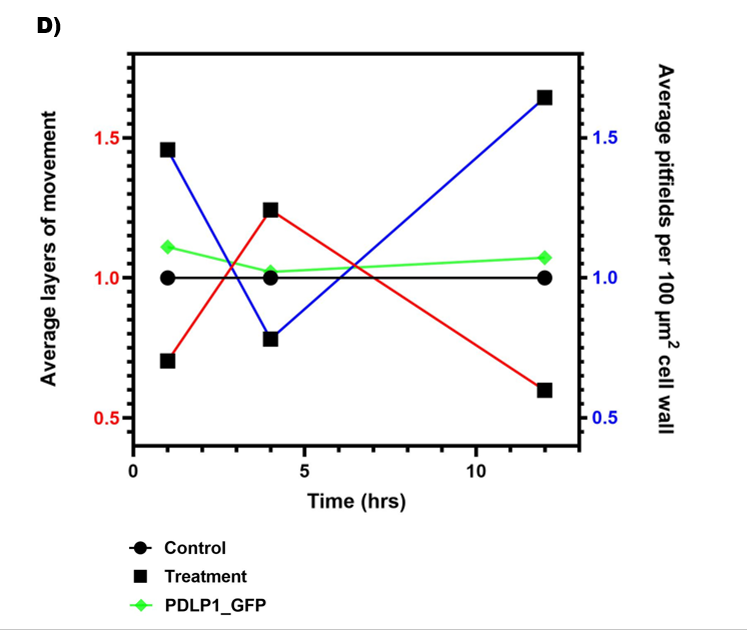 D)
Average layers of movement
1.5
1.0
0.5
1.5
1.0
0.5
Average pitfields per 100 µm² cell wall
0
5
10
Time (hrs)
Control
Treatment
PDLP1_GFP